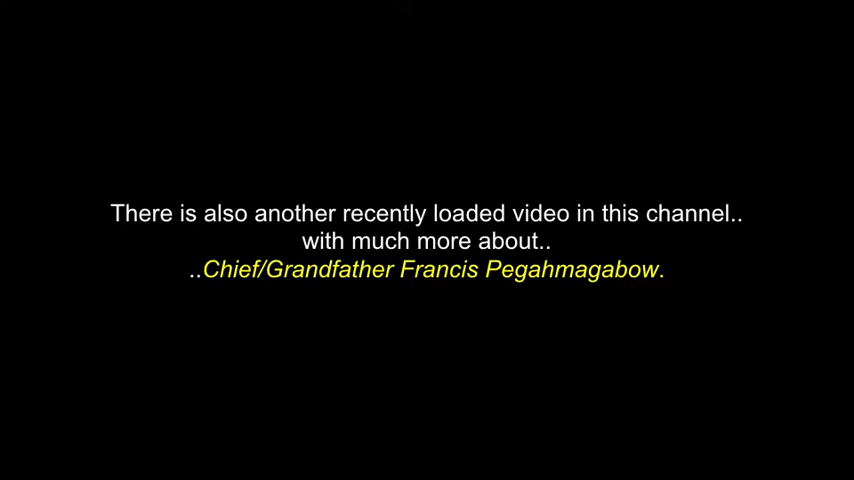 There is also another recently loaded video in this channel..
with much more about..
..Chief/Grandfather Francis Pegahmagabow.